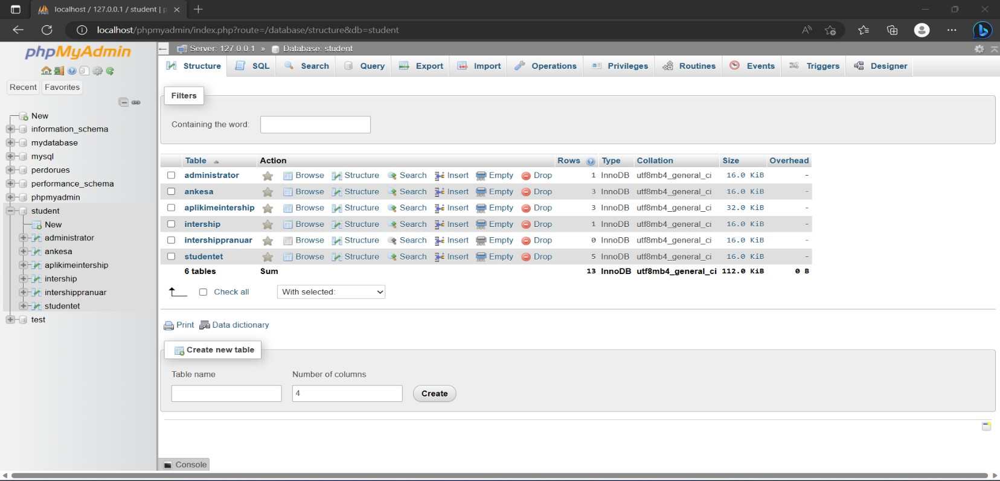 localhost / 127.0.0.1 / student | p
localhost/phpmyadmin/index.php?route=/database/structure&db=student
phpMyAdmin
Recent Favorites
New
information_schema
mydatabase
mysql
perdorues
performance_schema
phpmyadmin
student
New
administrator
ankesa
aplikimeintership
intership
intershippranuar
studentet
test
Server: 127.0.0.1 » Database: student
Structure SQL Search Query Export Import Operations Privileges Routines Events Triggers Designer
Filters
Containing the word:
Table Action Rows Type Collation Size Overhead
administrator Browse Structure Search Insert Empty Drop 1 InnoDB utf8mb4_general_ci 16.0 KiB -
ankesa Browse Structure Search Insert Empty Drop 3 InnoDB utf8mb4_general_ci 16.0 KiB -
aplikimeintership Browse Structure Search Insert Empty Drop 3 InnoDB utf8mb4_general_ci 32.0 KiB -
intership Browse Structure Search Insert Empty Drop 1 InnoDB utf8mb4_general_ci 16.0 KiB -
intershippranuar Browse Structure Search Insert Empty Drop 0 InnoDB utf8mb4_general_ci 16.0 KiB -
studentet Browse Structure Search Insert Empty Drop 5 InnoDB utf8mb4_general_ci 16.0 KiB -
6 tables Sum 13 InnoDB utf8mb4_general_ci 112.0 KiB 0 B
Check all With selected:
Print Data dictionary
Create new table
Table name Number of columns
4 Create
Console